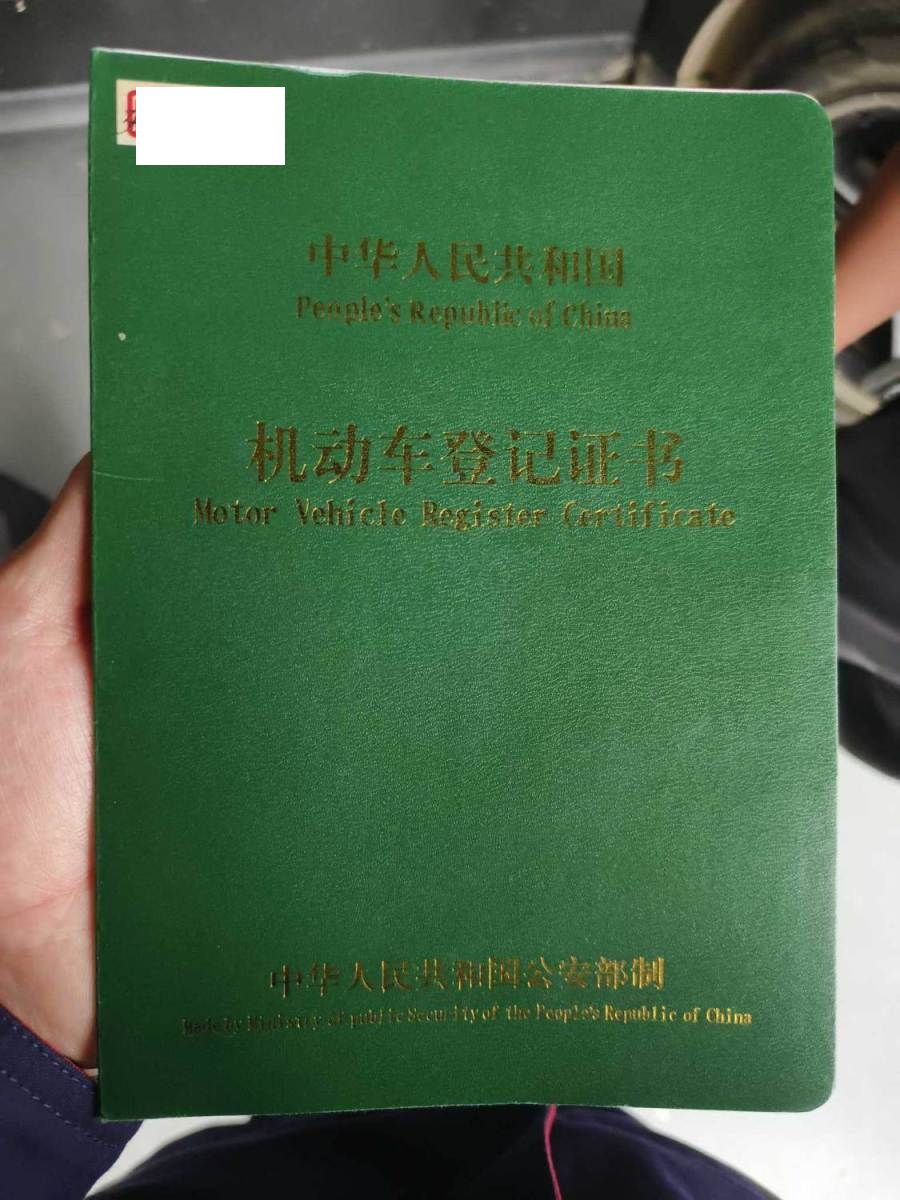 中华人民共和国
People's Republic of China
机动车登记证书
Motor Vehicle Register Certificate
中华人民共和国公安部制
Made by Ministry of public Security of the People's Republic of China